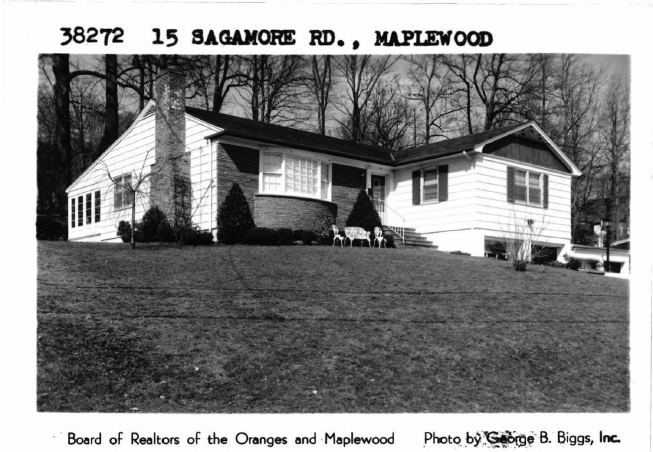 38272 15 SAGAMORE RD., MAPLEWOOD
Board of Realtors of the Oranges and Maplewood Photo by George B. Biggs, Inc.